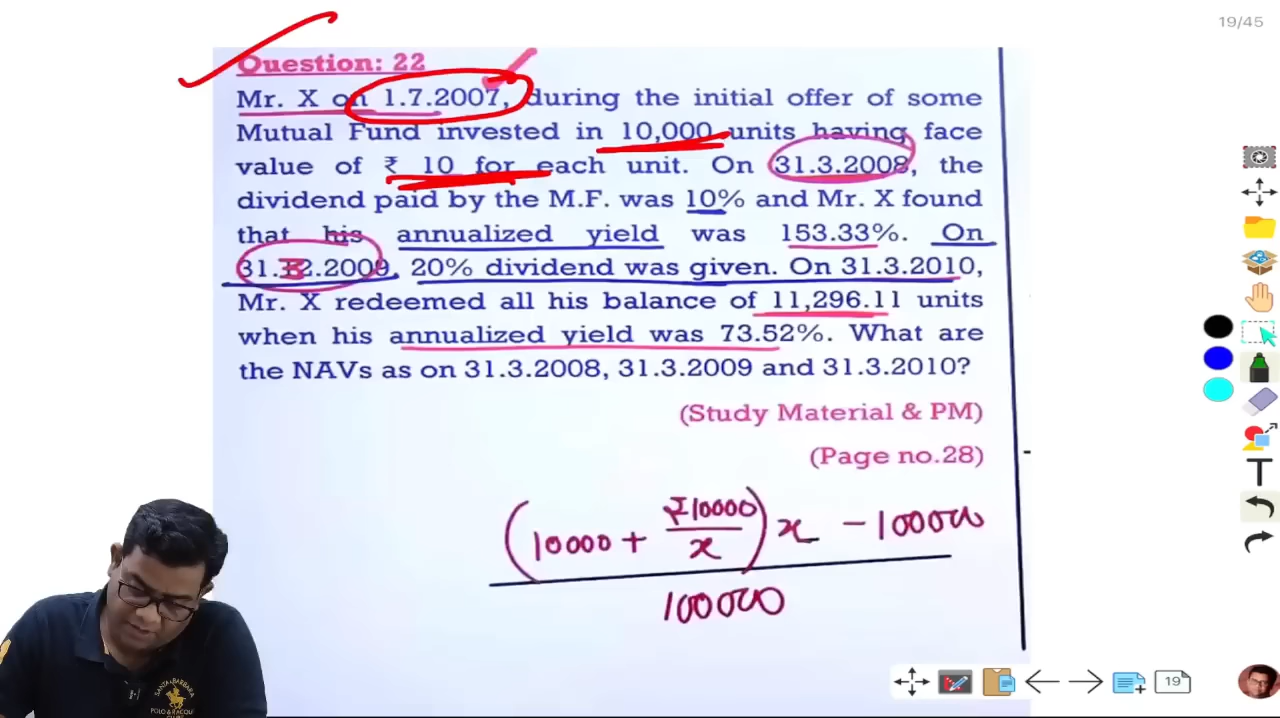 19/45
Question: 22
Mr. X on 1.7.2007, during the initial offer of some
Mutual Fund invested in 10,000 units having face
value of ₹ 10 for each unit. On 31.3.2008, the
dividend paid by the M.F. was 10% and Mr. X found
that his annualized yield was 153.33%. On
31.3.2009, 20% dividend was given. On 31.3.2010,
Mr. X redeemed all his balance of 11,296.11 units
when his annualized yield was 73.52%. What are
the NAVs as on 31.3.2008, 31.3.2009 and 31.3.2010?
(Study Material & PM)
(Page no.28)
(10000 + ₹10000/x) x - 100000
100000
T
19
SANTA BARBARA
POLO & RACQUET